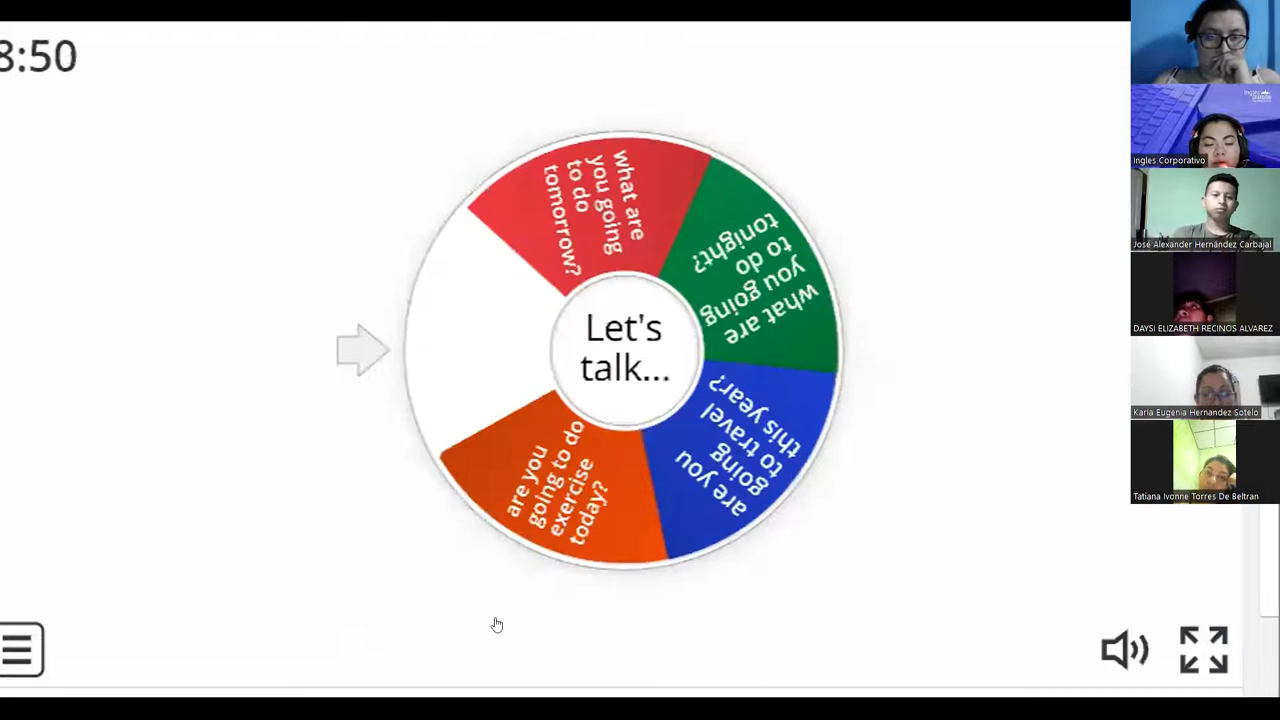 8:50
what are
you going
to do
tomorrow?
what are
you going
to do
tonight?
are you
going
to travel
this year?
are you
going to do
exercise
today?
Let's
talk...
Ingles Corporativo
José Alexander Hernández Carbajal
DAYSI ELIZABETH RECINOS ALVAREZ
Karla Eugenia Hernandez Sotelo
Tatiana Ivonne Torres De Beltran